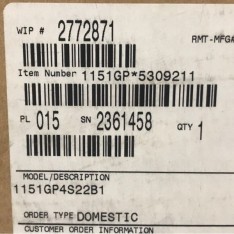 WIP # 2772871
RMT-MFG#
Item Number 1151GP*5309211
PL 015 SN 2361458 QTY 1
MODEL/DESCRIPTION
1151GP4S22B1
ORDER TYPE DOMESTIC
CUSTOMER ORDER INFORMATION